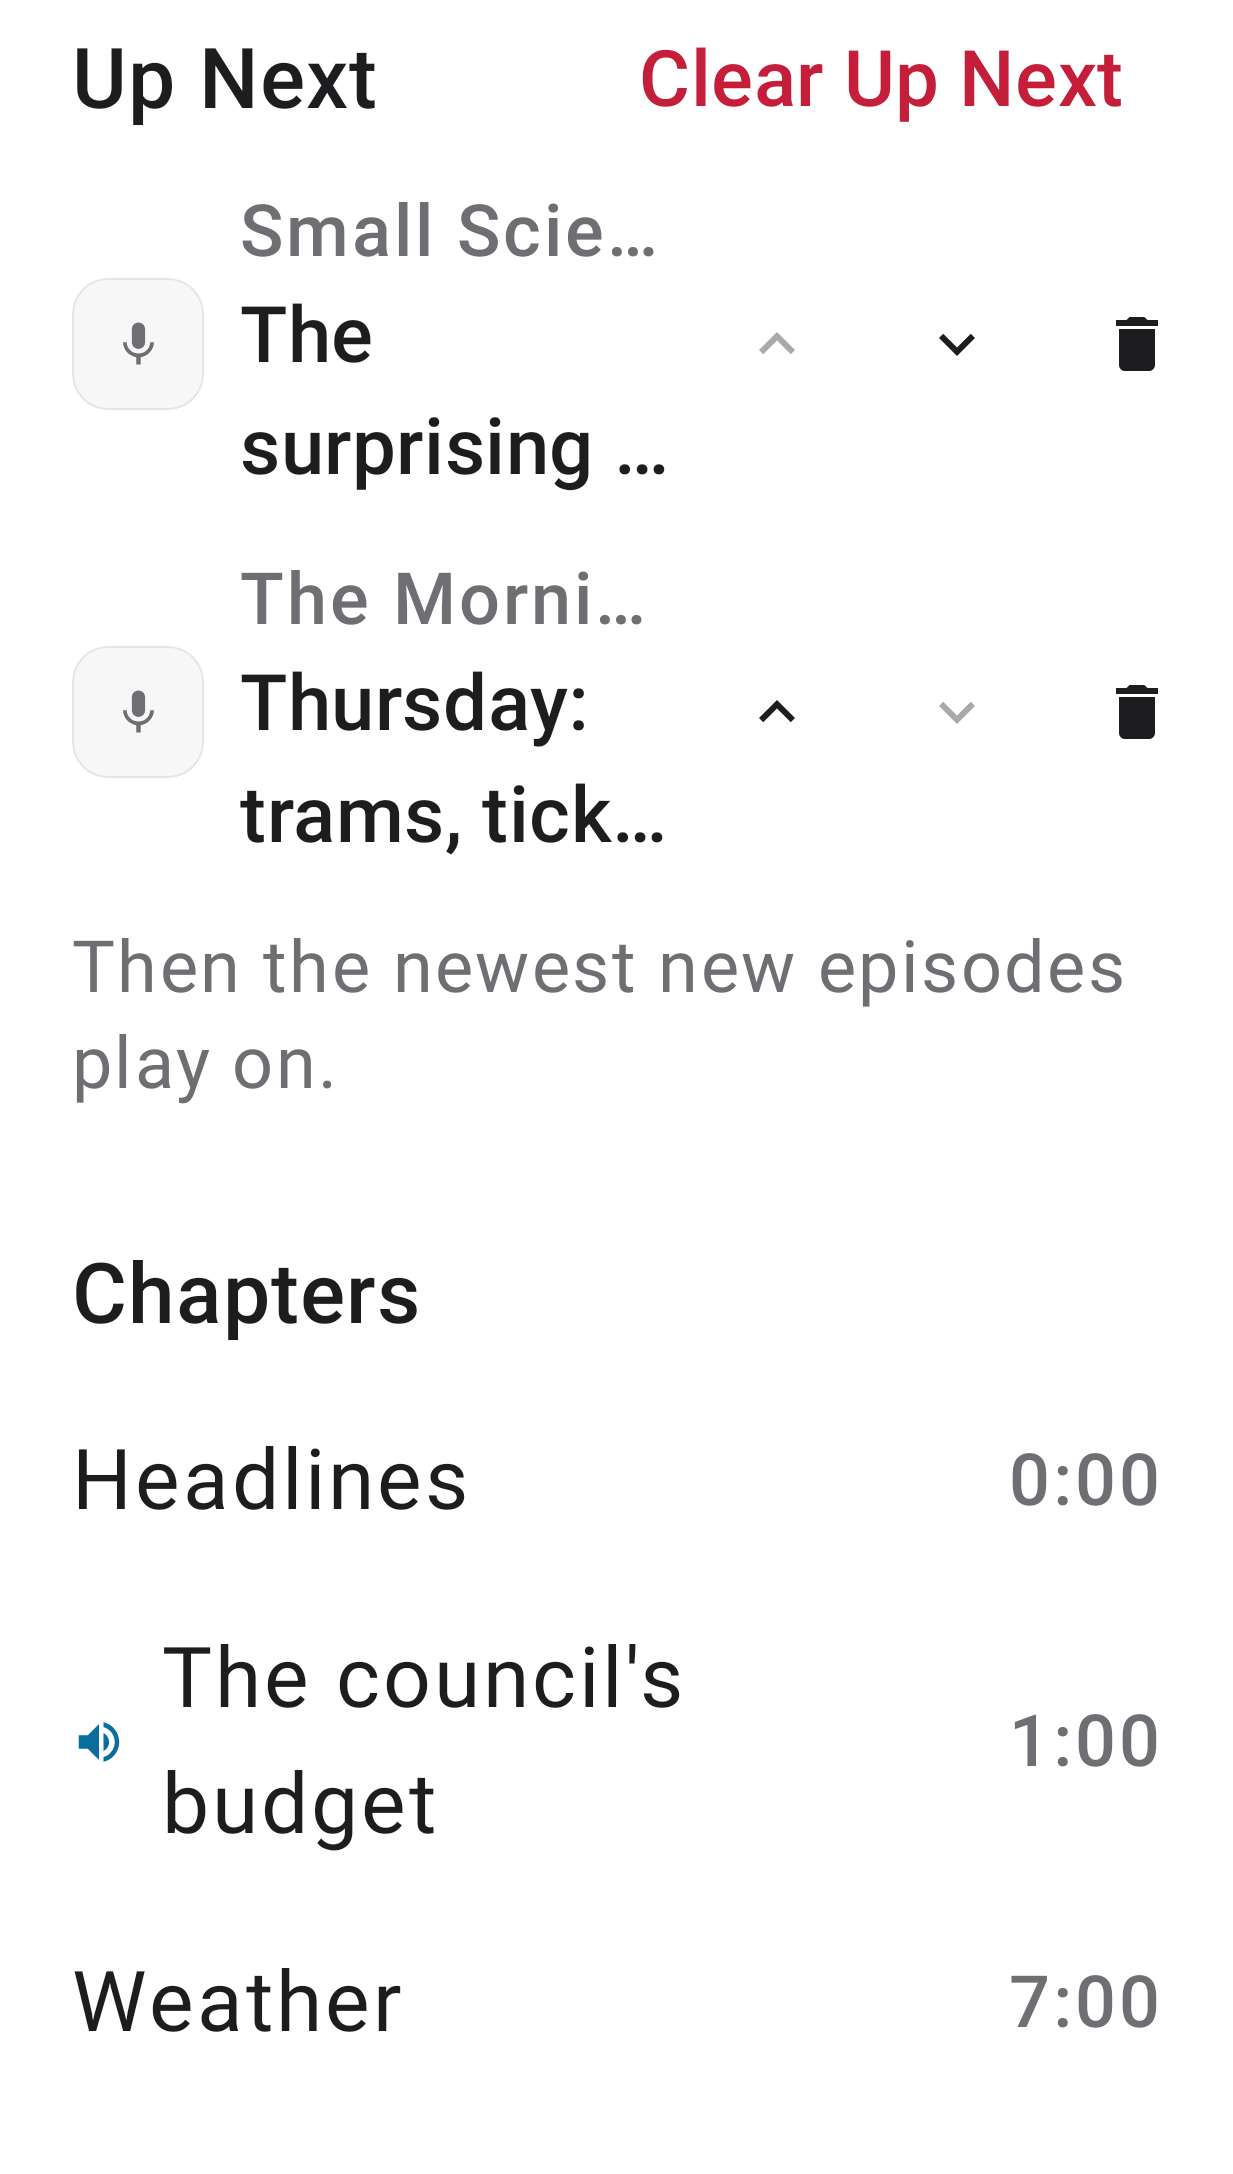 Up Next
Clear Up Next
Small Scie…
The
surprising …
The Morni…
Thursday:
trams, tick…
Then the newest new episodes
play on.
Chapters
Headlines
0:00
The council's
budget
1:00
Weather
7:00